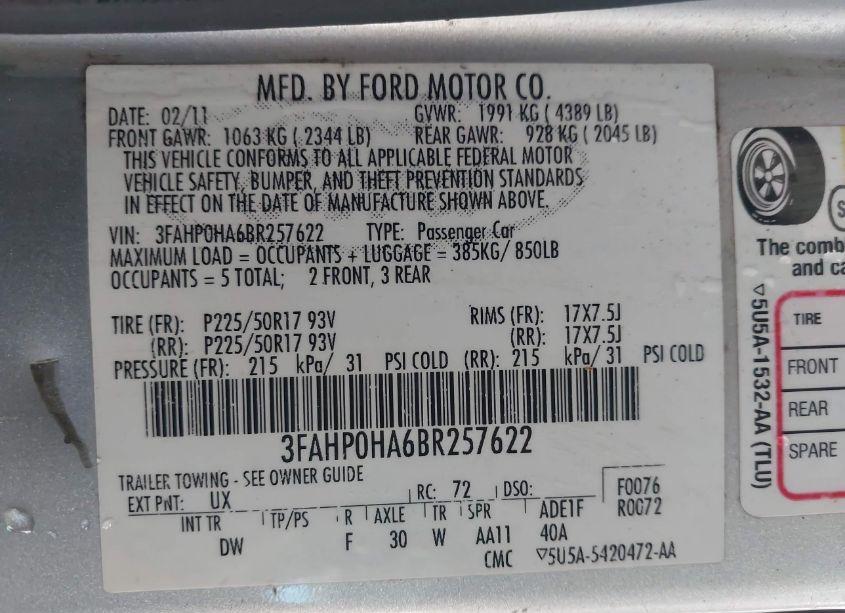 MFD. BY FORD MOTOR CO.
DATE: 02/11 GVWR: 1991 KG ( 4389 LB)
FRONT GAWR: 1063 KG ( 2344 LB) REAR GAWR: 928 KG ( 2045 LB)
THIS VEHICLE CONFORMS TO ALL APPLICABLE FEDERAL MOTOR
VEHICLE SAFETY, BUMPER, AND THEFT PREVENTION STANDARDS
IN EFFECT ON THE DATE OF MANUFACTURE SHOWN ABOVE.
VIN: 3FAHP0HA6BR257622 TYPE: Passenger Car
MAXIMUM LOAD = OCCUPANTS + LUGGAGE = 385KG/ 850LB
OCCUPANTS = 5 TOTAL; 2 FRONT, 3 REAR
TIRE (FR): P225/50R17 93V RIMS (FR): 17X7.5J
(RR): P225/50R17 93V (RR): 17X7.5J
PRESSURE (FR): 215 kPa/ 31 PSI COLD (RR): 215 kPa/ 31 PSI COLD
3FAHP0HA6BR257622
TRAILER TOWING - SEE OWNER GUIDE
EXT PNT: UX RC: 72 DSO: F0076
R0072
INT TR TP/PS R AXLE TR SPR ADE1F
DW F 30 W AA11 40A
CMC ▽5U5A-5420472-AA
▽5U5A-1532-AA (TLU)
The comb
and ca
TIRE
FRONT
REAR
SPARE